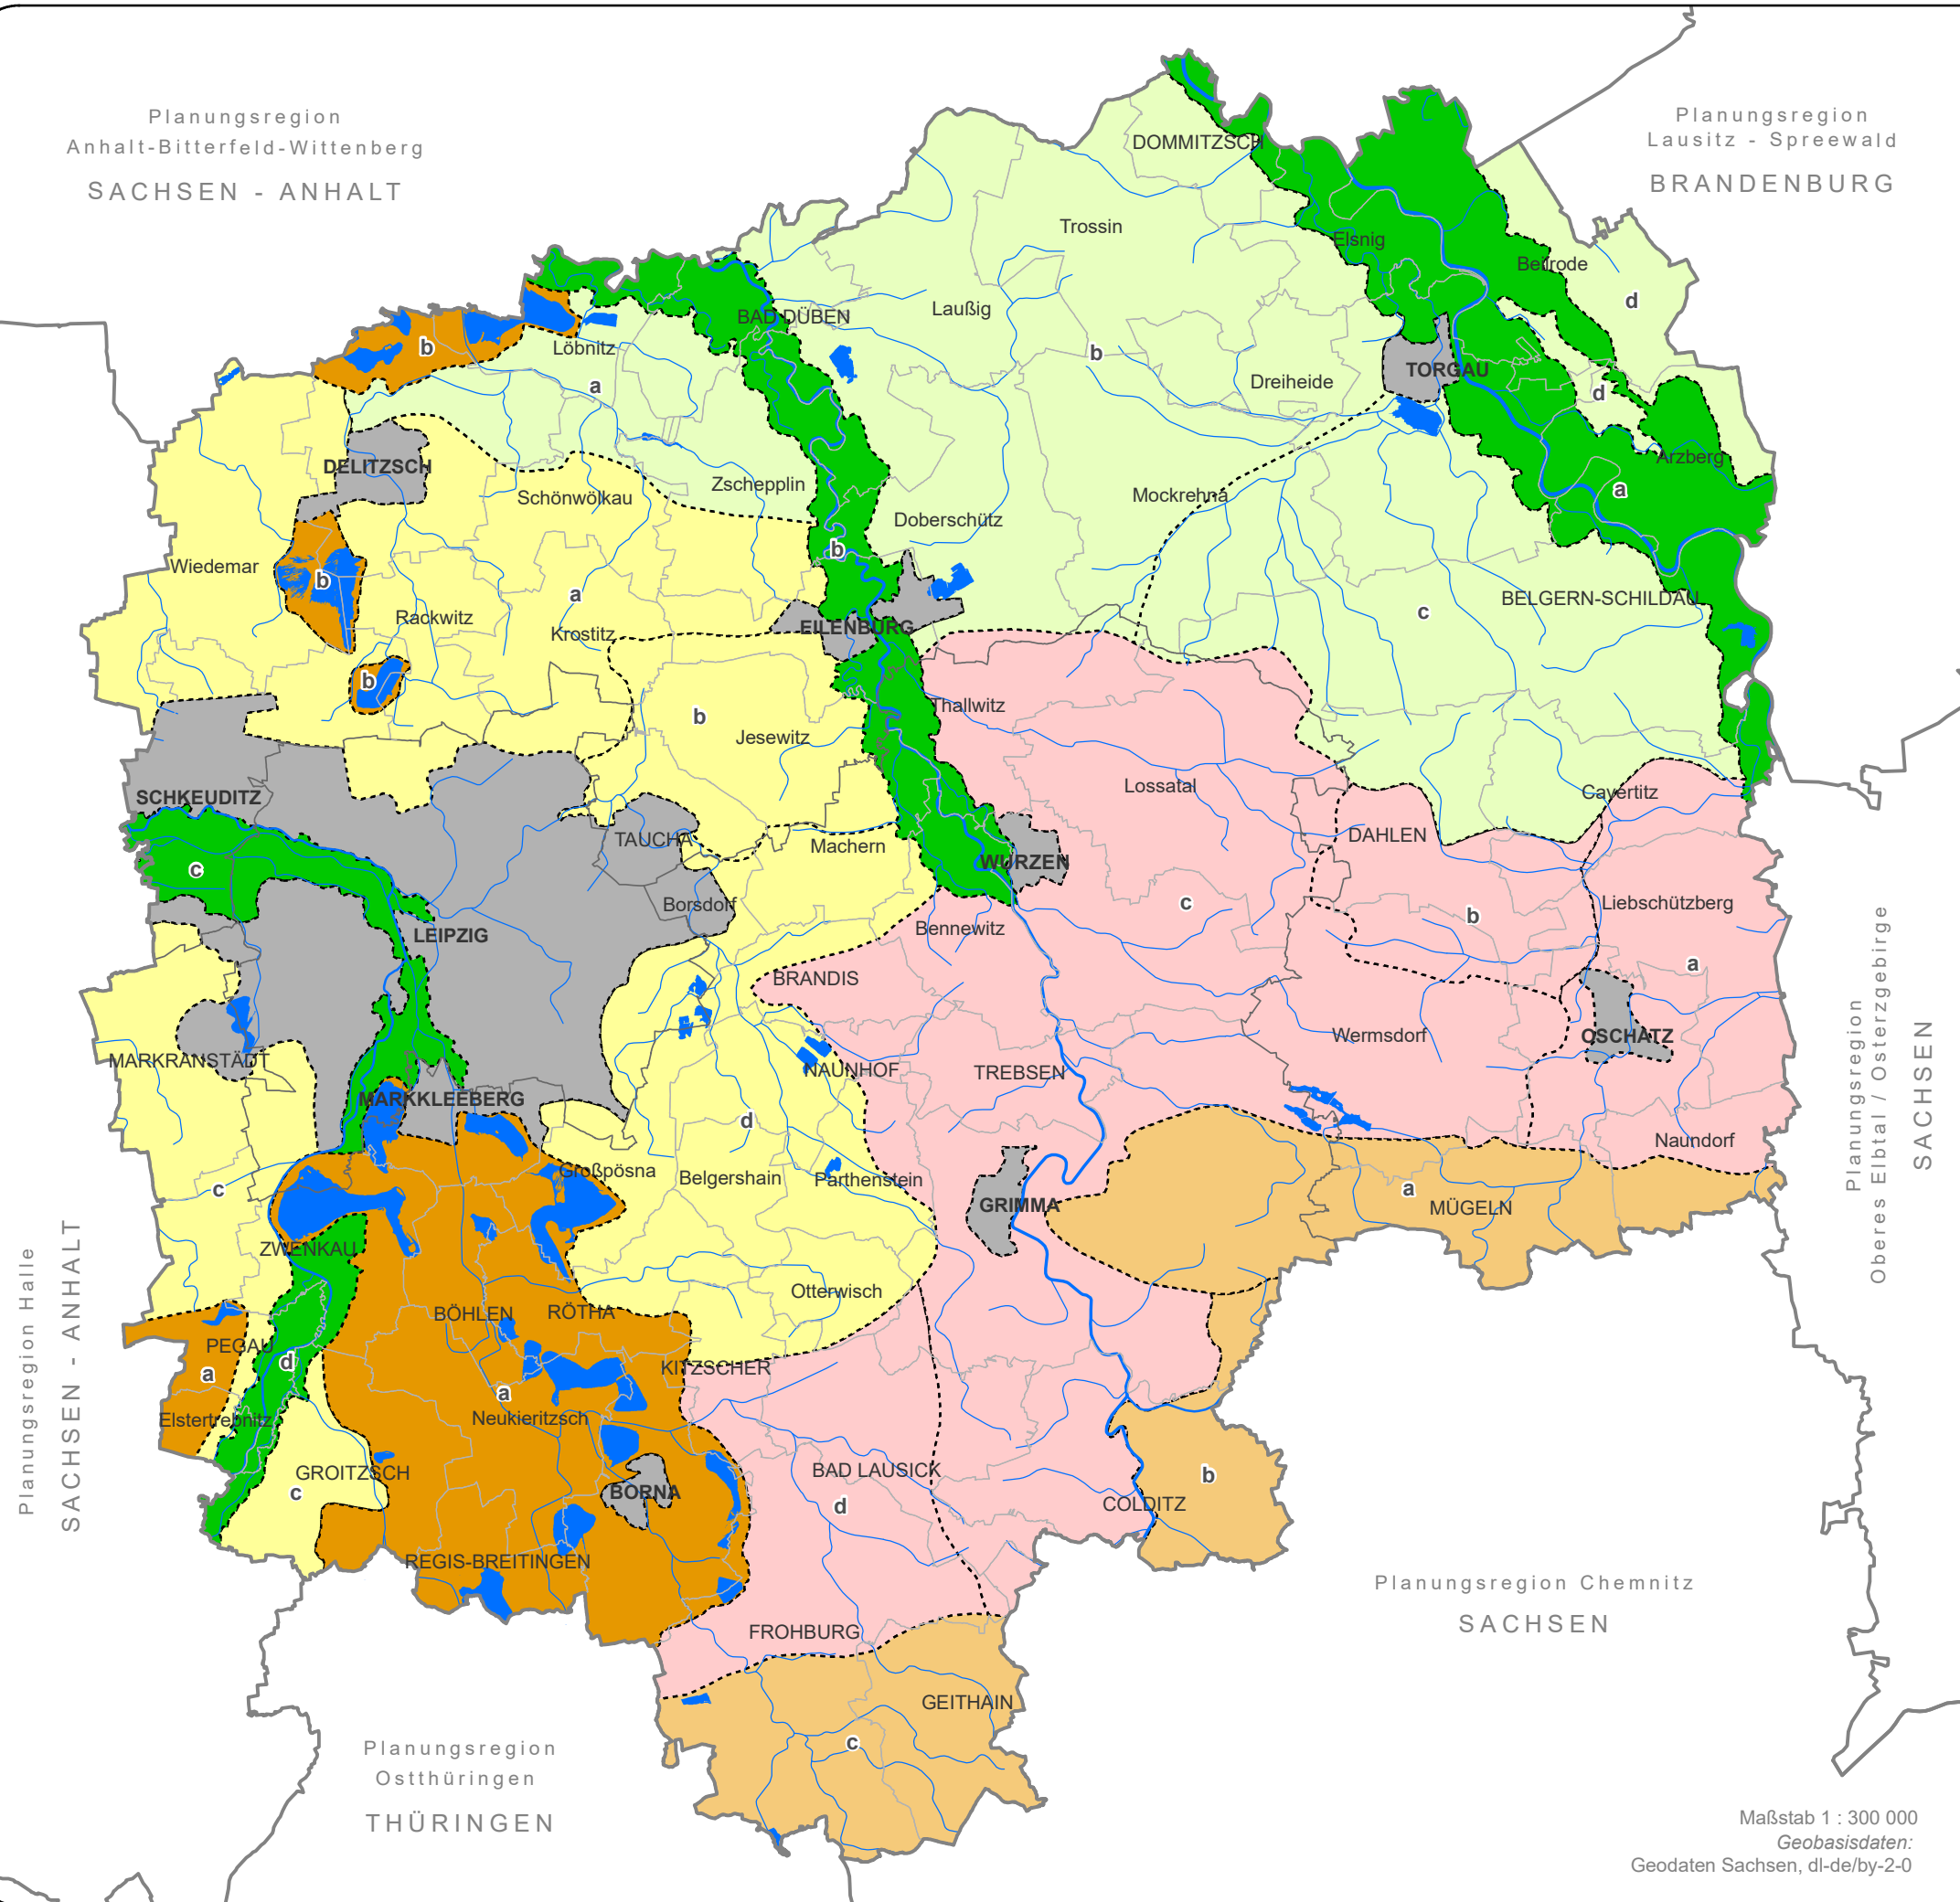 Planungsregion
Anhalt-Bitterfeld-Wittenberg
SACHSEN - ANHALT
Planungsregion
Lausitz - Spreewald
BRANDENBURG
DOMMITZSCH
Trossin
Elsnig
Beilrode
d
Laußig
BAD DÜBEN
b
Löbnitz
b
a
Dreiheide
TORGAU
d
Arzberg
a
DELITZSCH
Schönwölkau
Zschepplin
Mockrehna
Doberschütz
b
Wiedemar
b
a
Rackwitz
Krostitz
EILENBURG
c
BELGERN-SCHILDAU
b
b
Jesewitz
Thallwitz
Lossatal
Cavertitz
SCHKEUDITZ
TAUCHA
Machern
WURZEN
DAHLEN
c
Borsdorf
c
b
Liebschützberg
LEIPZIG
Bennewitz
a
BRANDIS
Wermsdorf
OSCHATZ
MARKRANSTÄDT
NAUNHOF
TREBSEN
MARKKLEEBERG
d
Naundorf
Großpösna
Belgershain
Parthenstein
c
GRIMMA
a
MÜGELN
ZWENKAU
Otterwisch
BÖHLEN
RÖTHA
PEGAU
d
a
KITZSCHER
a
Elstertrebnitz
Neukieritzsch
GROITZSCH
c
BORNA
BAD LAUSICK
d
COLDITZ
b
REGIS-BREITINGEN
FROHBURG
GEITHAIN
c
Planungsregion Halle
SACHSEN - ANHALT
Planungsregion
Oberes Elbtal / Osterzgebirge
SACHSEN
Planungsregion Chemnitz
SACHSEN
Planungsregion
Ostthüringen
THÜRINGEN
Maßstab 1 : 300 000
Geobasisdaten:
Geodaten Sachsen, dl-de/by-2-0